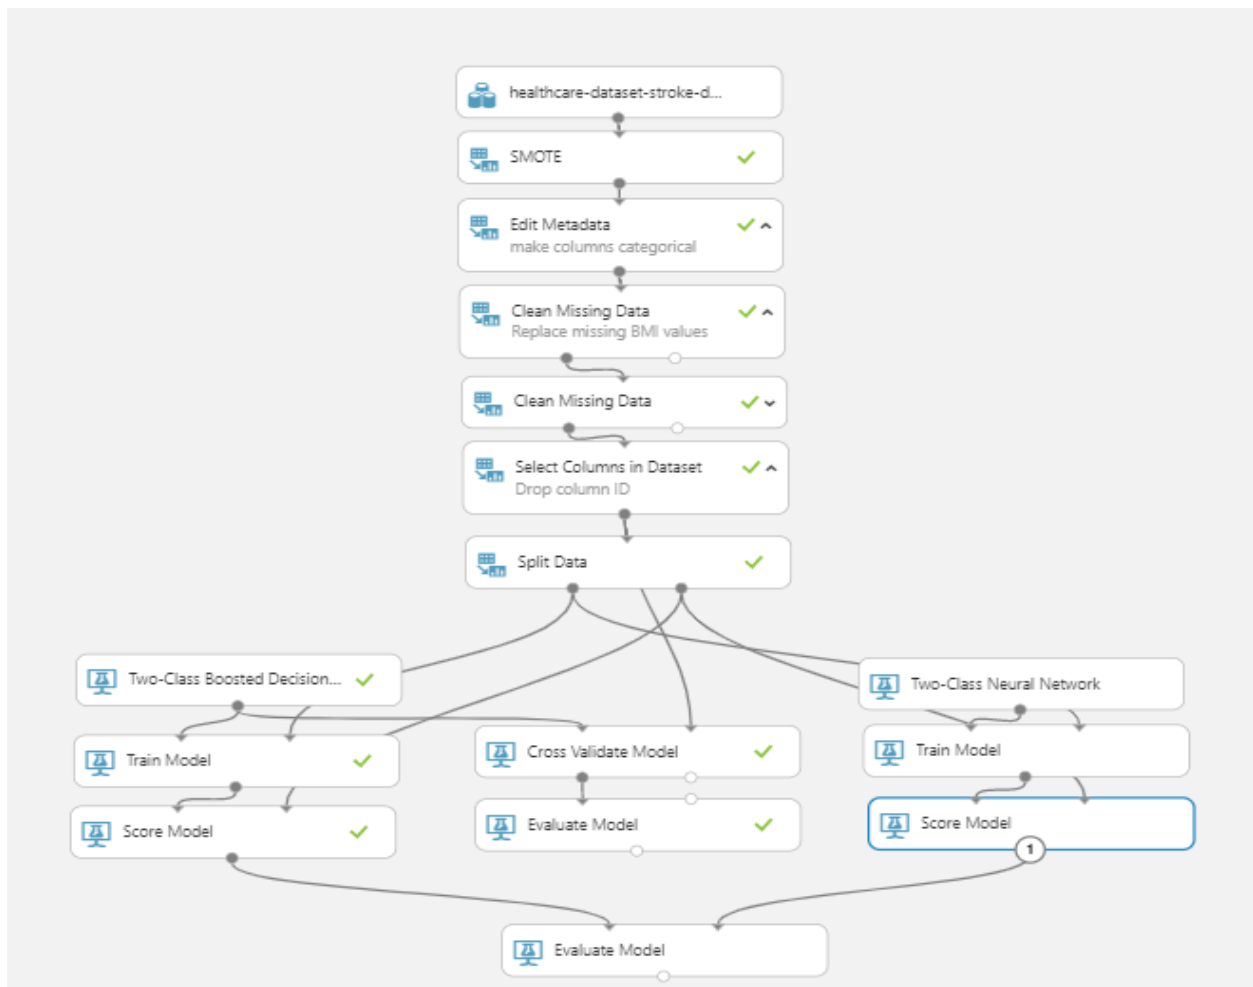 healthcare-dataset-stroke-d...
SMOTE
Edit Metadata
make columns categorical
Clean Missing Data
Replace missing BMI values
Clean Missing Data
Select Columns in Dataset
Drop column ID
Split Data
Two-Class Boosted Decision...
Two-Class Neural Network
Train Model
Cross Validate Model
Train Model
Score Model
Evaluate Model
Score Model
1
Evaluate Model